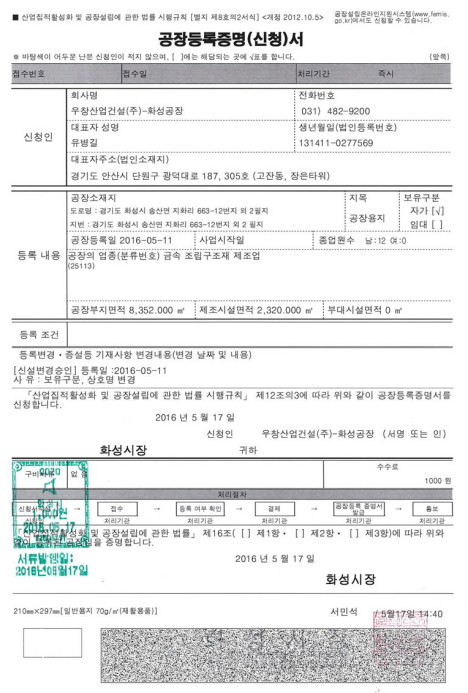 ■ 산업집적활성화 및 공장설립에 관한 법률 시행규칙 [별지 제8호의2서식] <개정 2012.10.5>
공장설립온라인지원시스템(www.femis.go.kr)에서도 신청할 수 있습니다.
공장등록증명(신청)서
※ 바탕색이 어두운 난은 신청인이 적지 않으며, [ ]에는 해당되는 곳에 √표를 합니다. (앞쪽)
접수번호 접수일 처리기간 즉시
신청인
회사명 전화번호
우창산업건설(주)-화성공장 031) 482-9200
대표자 성명 생년월일(법인등록번호)
유병길 131411-0277569
대표자주소(법인소재지)
경기도 안산시 단원구 광덕대로 187, 305호 (고잔동, 장은타워)
등록 내용
공장소재지 지목 보유구분
도로명 : 경기도 화성시 송산면 지화리 663-12번지 외 2필지 공장용지 자가 [√]
지번 : 경기도 화성시 송산면 지화리 663-12번지 외 2 필지 임대 [ ]
공장등록일 2016-05-11 사업시작일 종업원수 남:12 여:0
공장의 업종(분류번호) 금속 조립구조재 제조업
(25113)
공장부지면적 8,352.000 ㎡ 제조시설면적 2,320.000 ㎡ 부대시설면적 0 ㎡
등록 조건
등록변경ㆍ증설등 기재사항 변경내용(변경 날짜 및 내용)
[신설변경승인] 등록일 :2016-05-11
사 유 : 보유구분, 상호명 변경
「산업집적활성화 및 공장설립에 관한 법률 시행규칙」 제12조의3에 따라 위와 같이 공장등록증명서를
신청합니다.
2016 년 5 월 17 일
신청인 우창산업건설(주)-화성공장 (서명 또는 인)
화성시장 귀하
구비서류 없 음 수수료
1000 원
처리절차
신청서작성 → 접수 → 등록 여부 확인 → 결제 → 공장등록 증명서 발급 → 통보
신청인 처리기관 처리기관 처리기관 처리기관 처리기관
「산업집적활성화 및 공장설립에 관한 법률」 제16조( [ ] 제1항ㆍ [ ] 제2항ㆍ [ ] 제3항)에 따라 위와
같이 등록된 공장임을 증명합니다.
화성시
1,000원
2016.05.17
서류발행일:
2016년05월17일
2016 년 5 월 17 일
화성시장
210㎜×297㎜[일반용지 70g/㎡(재활용품)]
서민석 / 5월17일 14:40